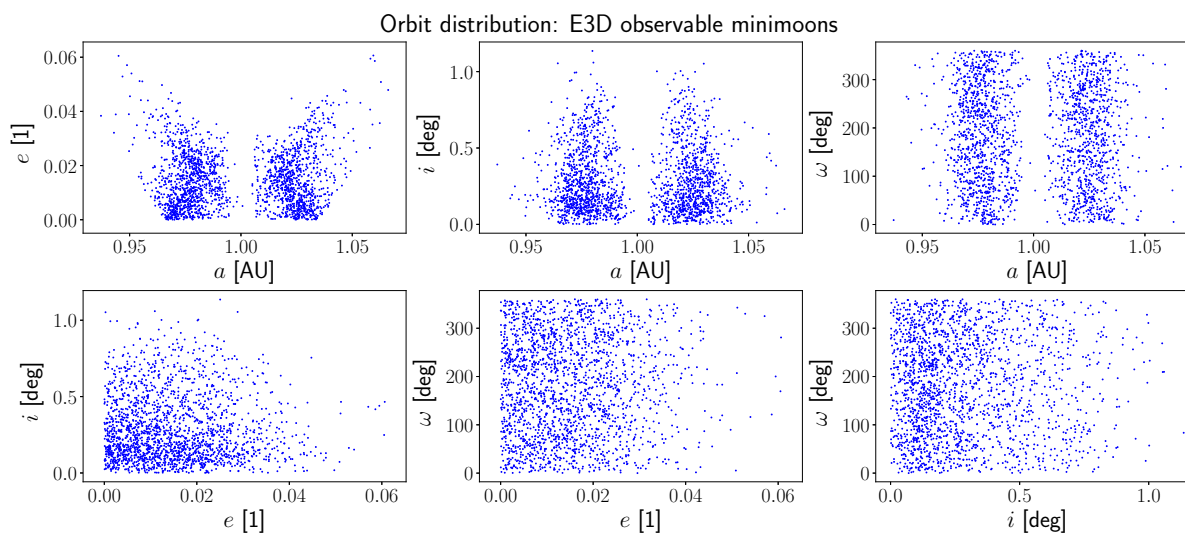 Orbit distribution: E3D observable minimoons
0.06
0.04
0.02
0.00
e [1]
0.95 1.00 1.05
a [AU]
1.0
0.5
0.0
i [deg]
0.95 1.00 1.05
a [AU]
300
200
100
0
ω [deg]
0.95 1.00 1.05
a [AU]
1.0
0.5
0.0
i [deg]
0.00 0.02 0.04 0.06
e [1]
300
200
100
0
ω [deg]
0.00 0.02 0.04 0.06
e [1]
300
200
100
0
ω [deg]
0.0 0.5 1.0
i [deg]